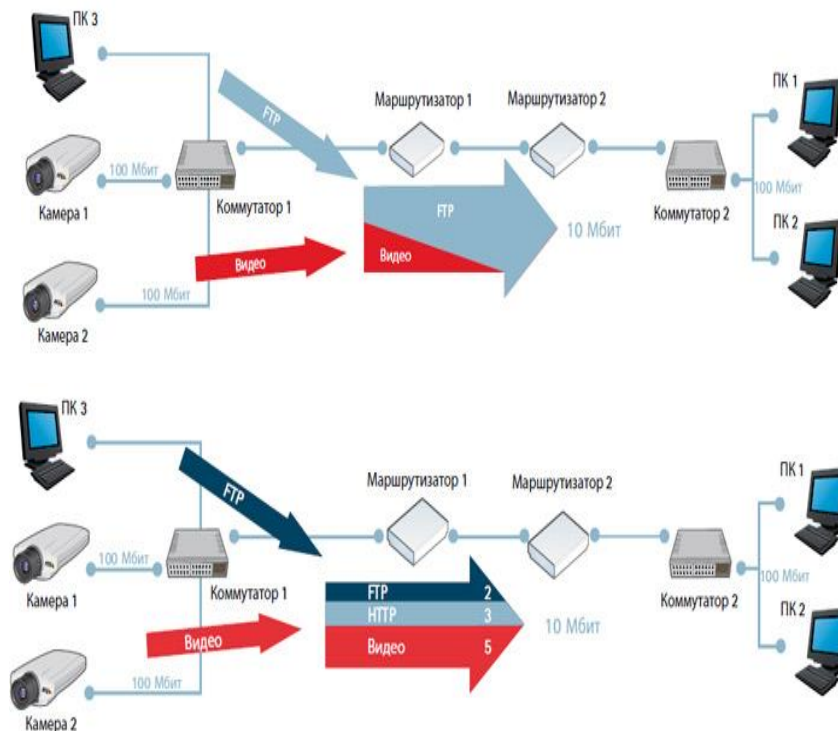 ПК 3
FTP
Маршрутизатор 1
Маршрутизатор 2
ПК 1
100 Мбит
Камера 1
Коммутатор 1
FTP
Видео
10 Мбит
Коммутатор 2
100 Мбит
ПК 2
Видео
100 Мбит
Камера 2
ПК 3
FTP
Маршрутизатор 1
Маршрутизатор 2
ПК 1
100 Мбит
Камера 1
Коммутатор 1
FTP 2
HTTP 3
Видео 5
10 Мбит
Коммутатор 2
100 Мбит
ПК 2
Видео
100 Мбит
Камера 2